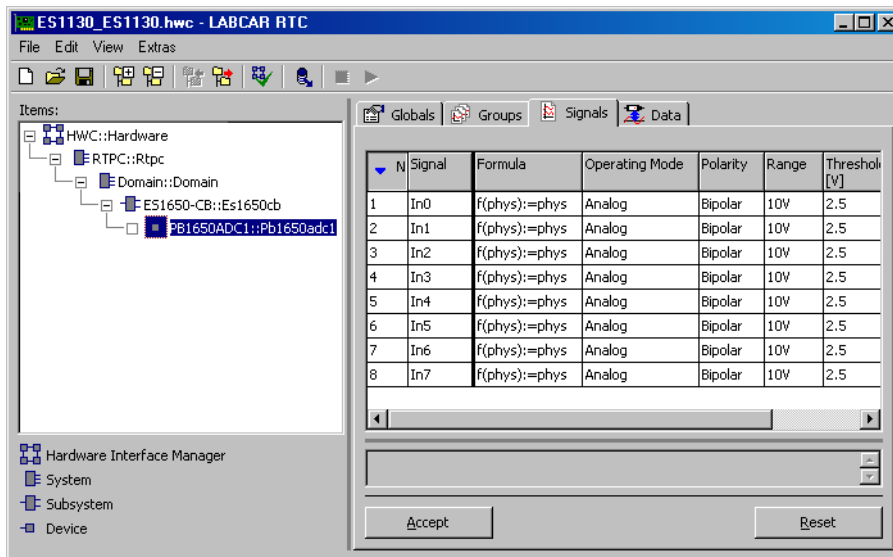 ES1130_ES1130.hwc - LABCAR RTC
File Edit View Extras
Items:
HWC::Hardware
RTPC::Rtpc
Domain::Domain
ES1650-CB::Es1650cb
PB1650ADC1::Pb1650adc1
Hardware Interface Manager
System
Subsystem
Device
Globals Groups Signals Data
N Signal Formula Operating Mode Polarity Range Threshol
[V]
1 In0 f(phys):=phys Analog Bipolar 10V 2.5
2 In1 f(phys):=phys Analog Bipolar 10V 2.5
3 In2 f(phys):=phys Analog Bipolar 10V 2.5
4 In3 f(phys):=phys Analog Bipolar 10V 2.5
5 In4 f(phys):=phys Analog Bipolar 10V 2.5
6 In5 f(phys):=phys Analog Bipolar 10V 2.5
7 In6 f(phys):=phys Analog Bipolar 10V 2.5
8 In7 f(phys):=phys Analog Bipolar 10V 2.5
Accept Reset